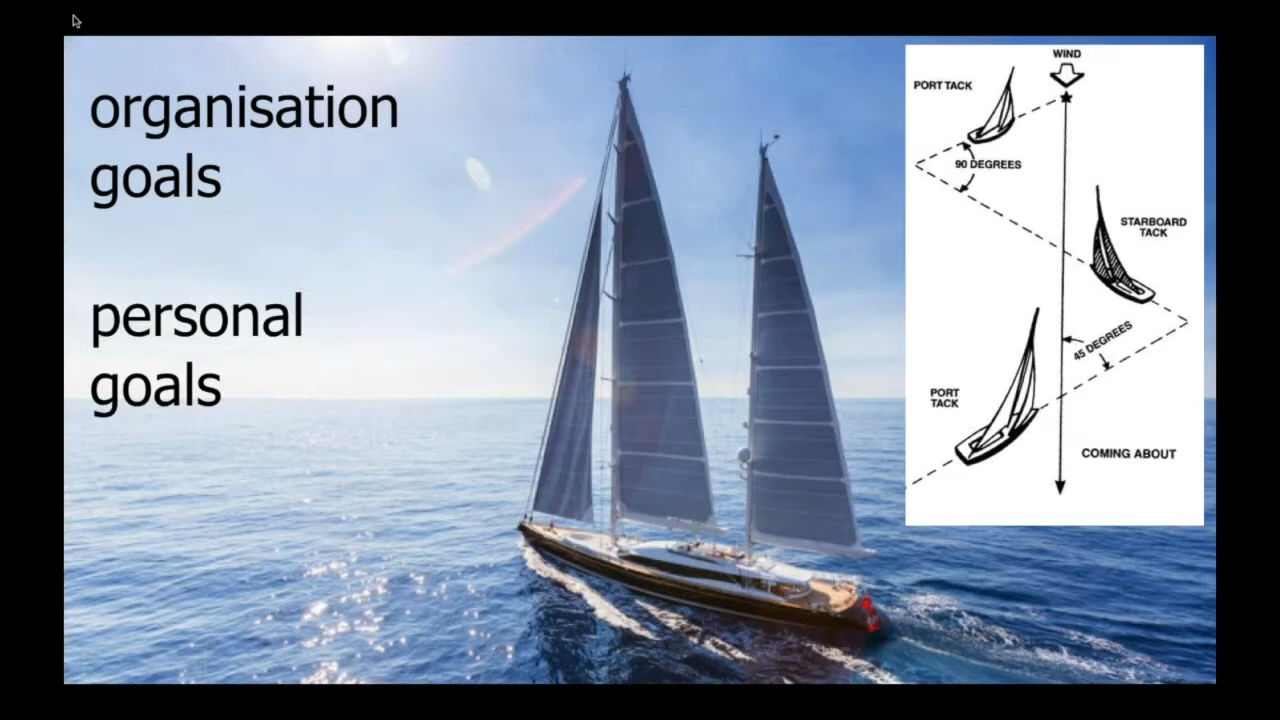 organisation
goals
personal
goals
WIND
PORT TACK
90 DEGREES
STARBOARD
TACK
45 DEGREES
PORT
TACK
COMING ABOUT